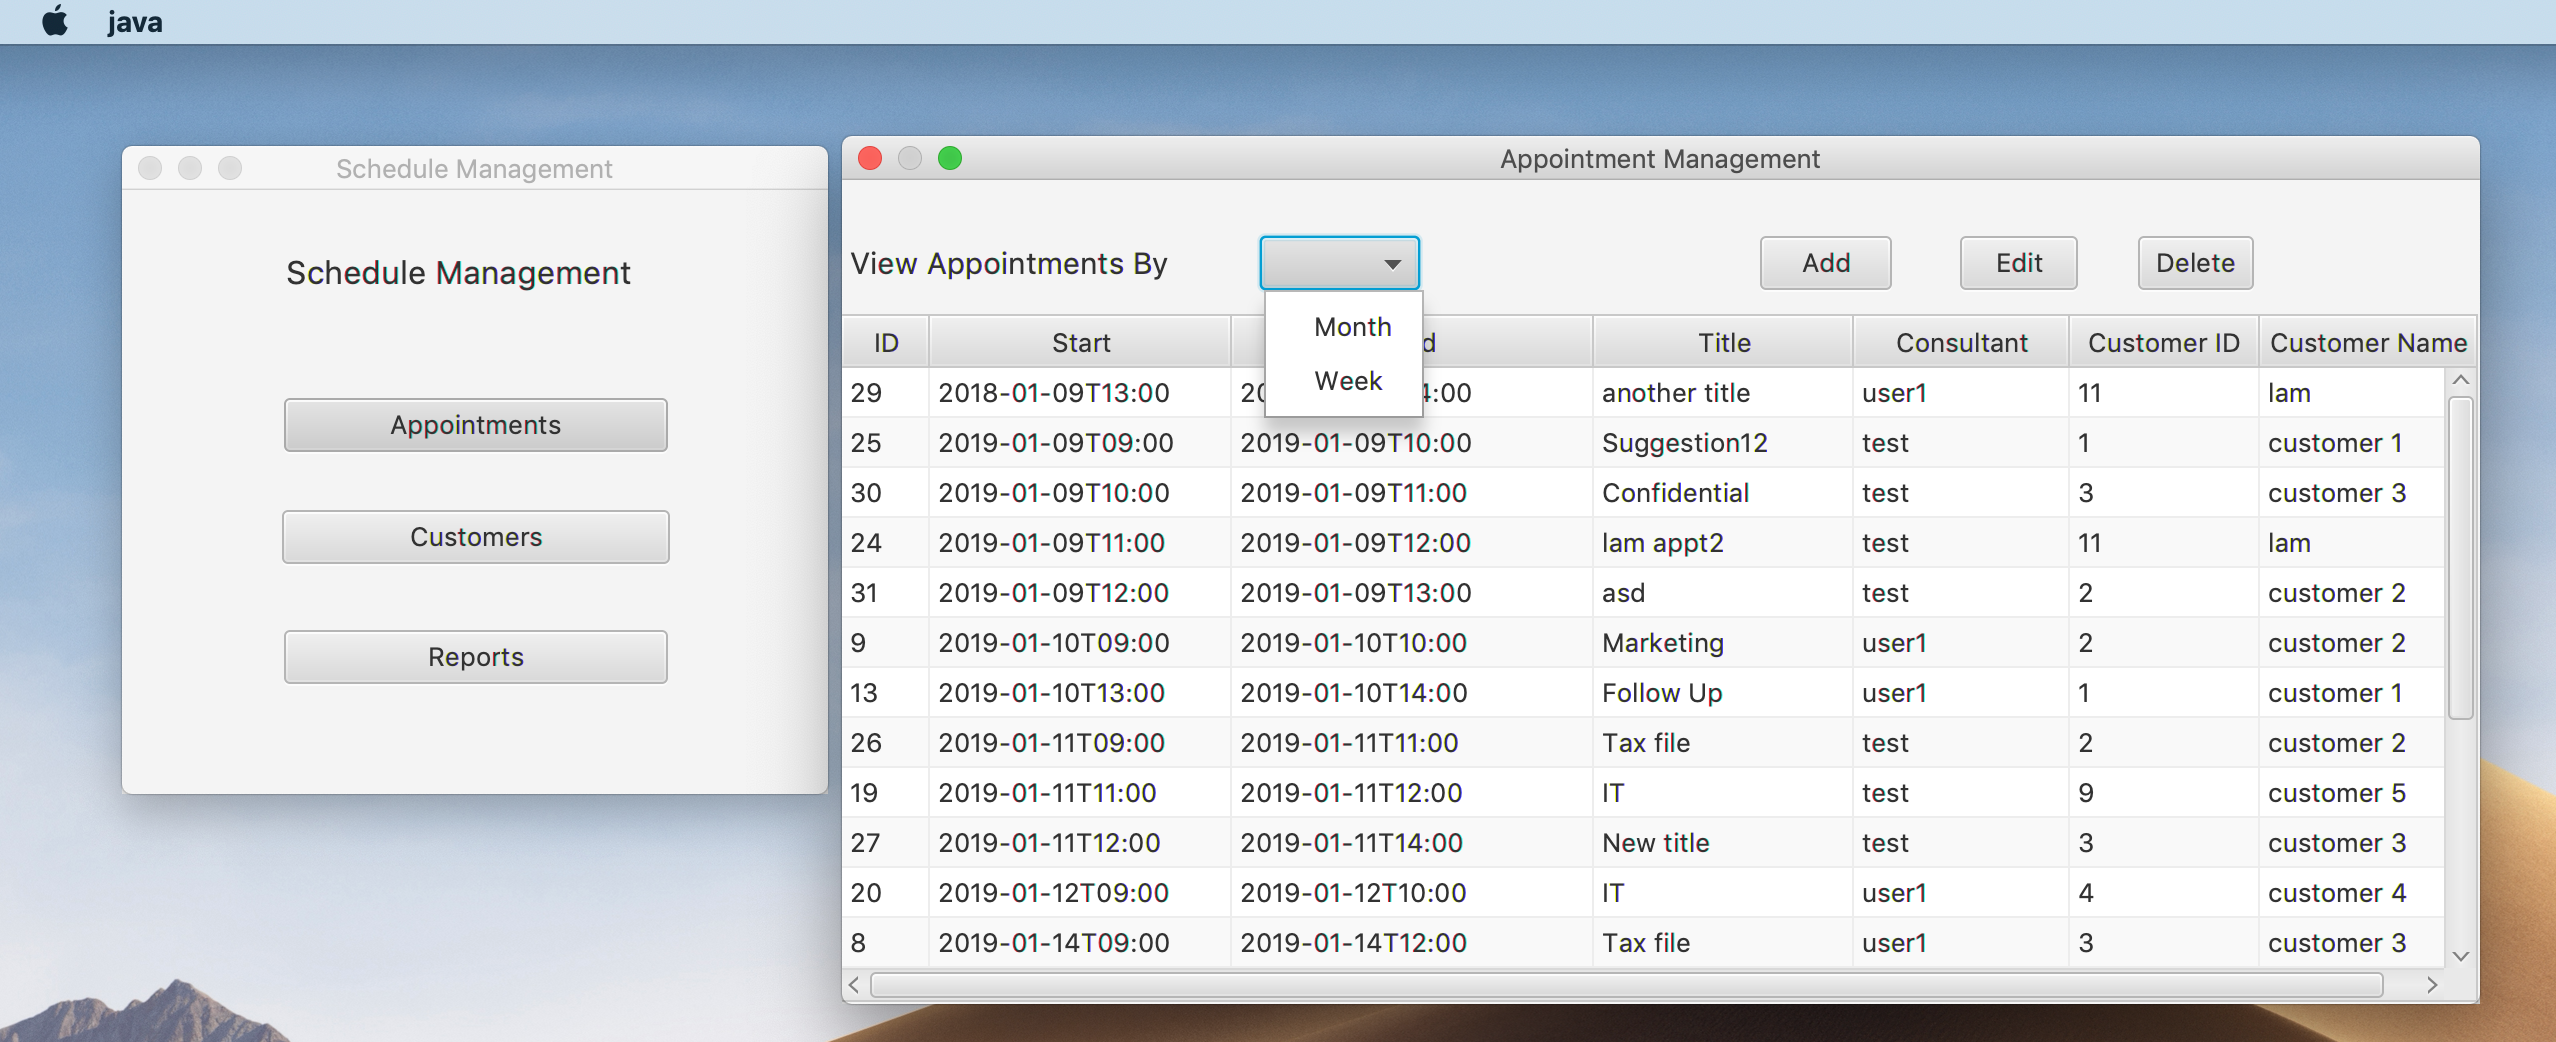 java
Schedule Management
Schedule Management
Appointments
Customers
Reports
Appointment Management
View Appointments By
Add Edit Delete
Month
Week
ID Start d Title Consultant Customer ID Customer Name
29 2018-01-09T13:00 20 4:00 another title user1 11 lam
25 2019-01-09T09:00 2019-01-09T10:00 Suggestion12 test 1 customer 1
30 2019-01-09T10:00 2019-01-09T11:00 Confidential test 3 customer 3
24 2019-01-09T11:00 2019-01-09T12:00 lam appt2 test 11 lam
31 2019-01-09T12:00 2019-01-09T13:00 asd test 2 customer 2
9 2019-01-10T09:00 2019-01-10T10:00 Marketing user1 2 customer 2
13 2019-01-10T13:00 2019-01-10T14:00 Follow Up user1 1 customer 1
26 2019-01-11T09:00 2019-01-11T11:00 Tax file test 2 customer 2
19 2019-01-11T11:00 2019-01-11T12:00 IT test 9 customer 5
27 2019-01-11T12:00 2019-01-11T14:00 New title test 3 customer 3
20 2019-01-12T09:00 2019-01-12T10:00 IT user1 4 customer 4
8 2019-01-14T09:00 2019-01-14T12:00 Tax file user1 3 customer 3